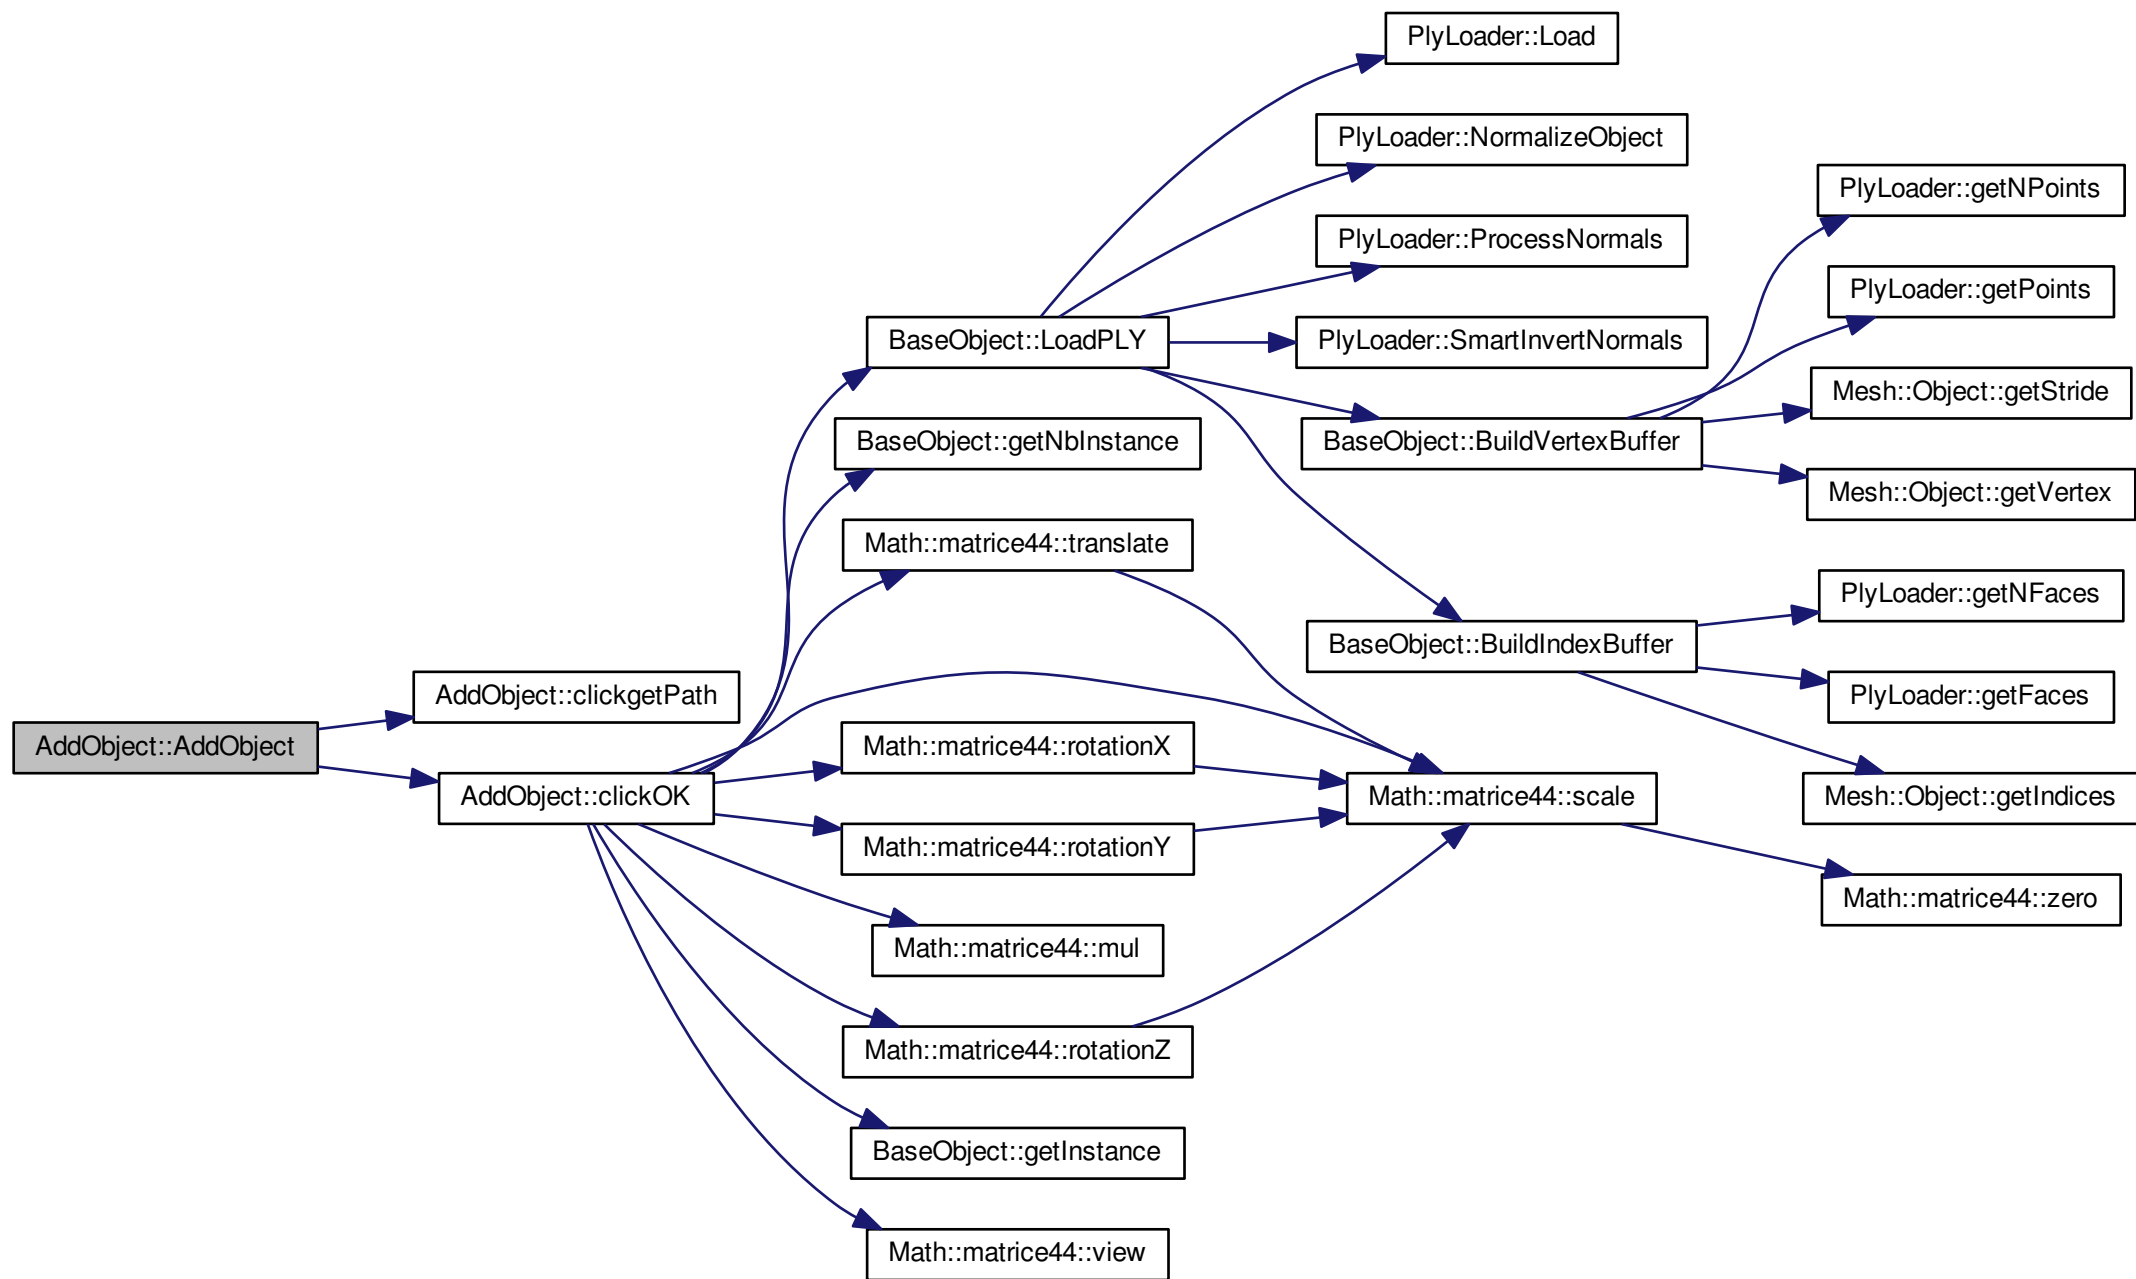 PlyLoader::Load
PlyLoader::NormalizeObject
PlyLoader::getNPoints
PlyLoader::ProcessNormals
PlyLoader::getPoints
BaseObject::LoadPLY
PlyLoader::SmartInvertNormals
Mesh::Object::getStride
BaseObject::getNbInstance
BaseObject::BuildVertexBuffer
Mesh::Object::getVertex
Math::matrice44::translate
PlyLoader::getNFaces
BaseObject::BuildIndexBuffer
AddObject::clickgetPath
PlyLoader::getFaces
AddObject::AddObject
Math::matrice44::rotationX
AddObject::clickOK
Math::matrice44::scale
Mesh::Object::getIndices
Math::matrice44::rotationY
Math::matrice44::zero
Math::matrice44::mul
Math::matrice44::rotationZ
BaseObject::getInstance
Math::matrice44::view